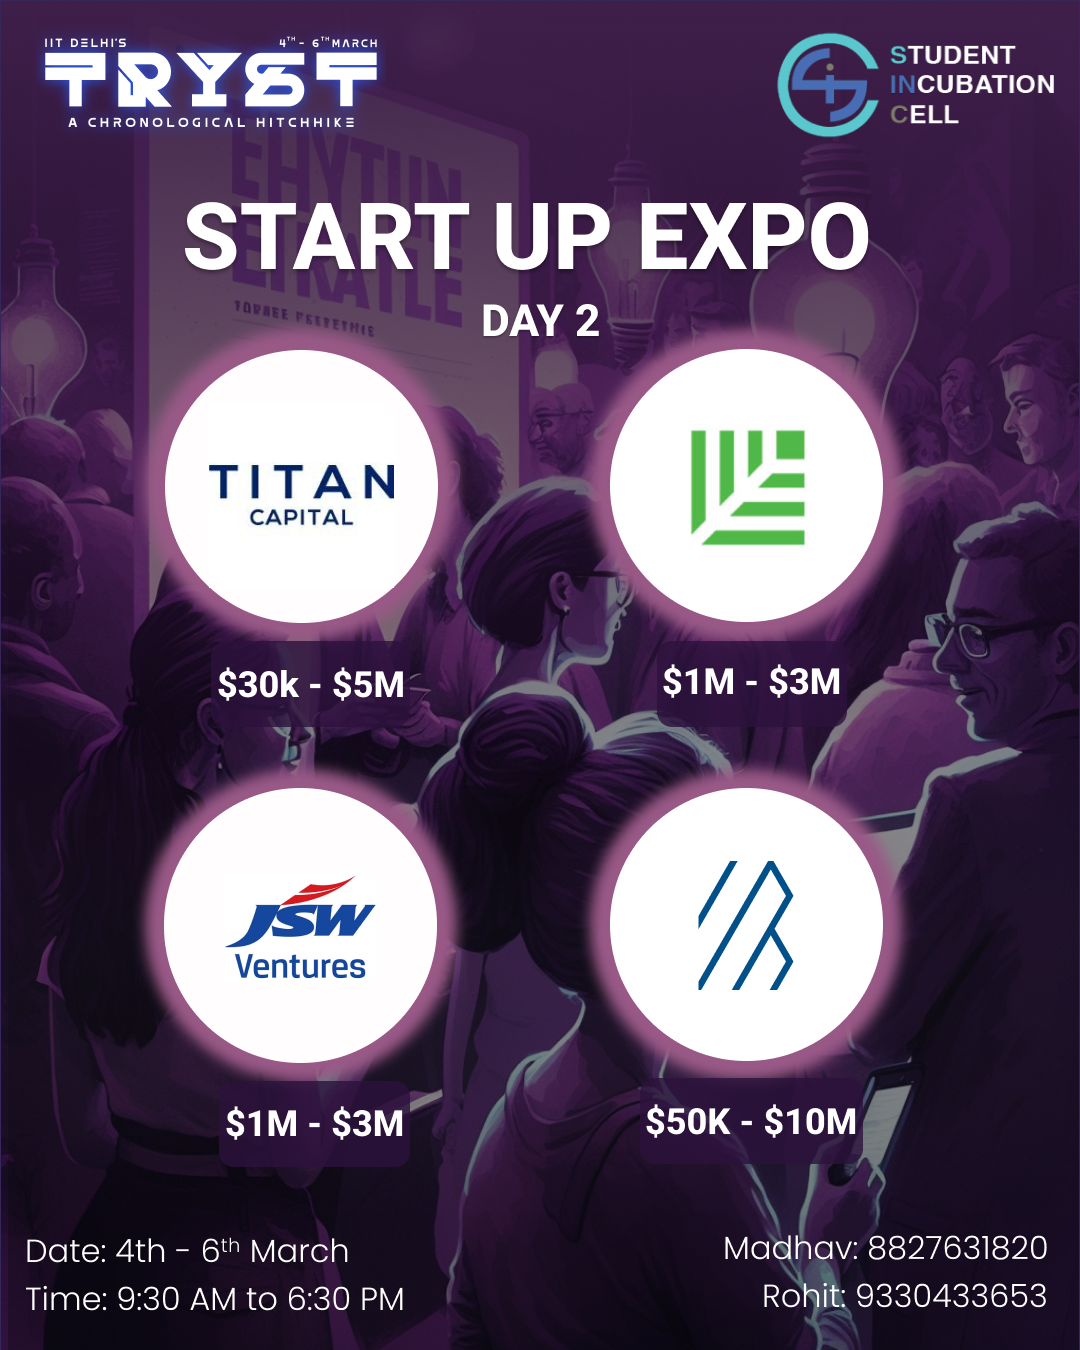 IIT DELHI'S
4TH - 6TH MARCH
TRYST
A CHRONOLOGICAL HITCHHIKE
STUDENT
INCUBATION
CELL
START UP EXPO
DAY 2
TITAN
CAPITAL
$30k - $5M
$1M - $3M
JSW
Ventures
$1M - $3M
$50K - $10M
Date: 4th - 6th March
Time: 9:30 AM to 6:30 PM
Madhav: 8827631820
Rohit: 9330433653